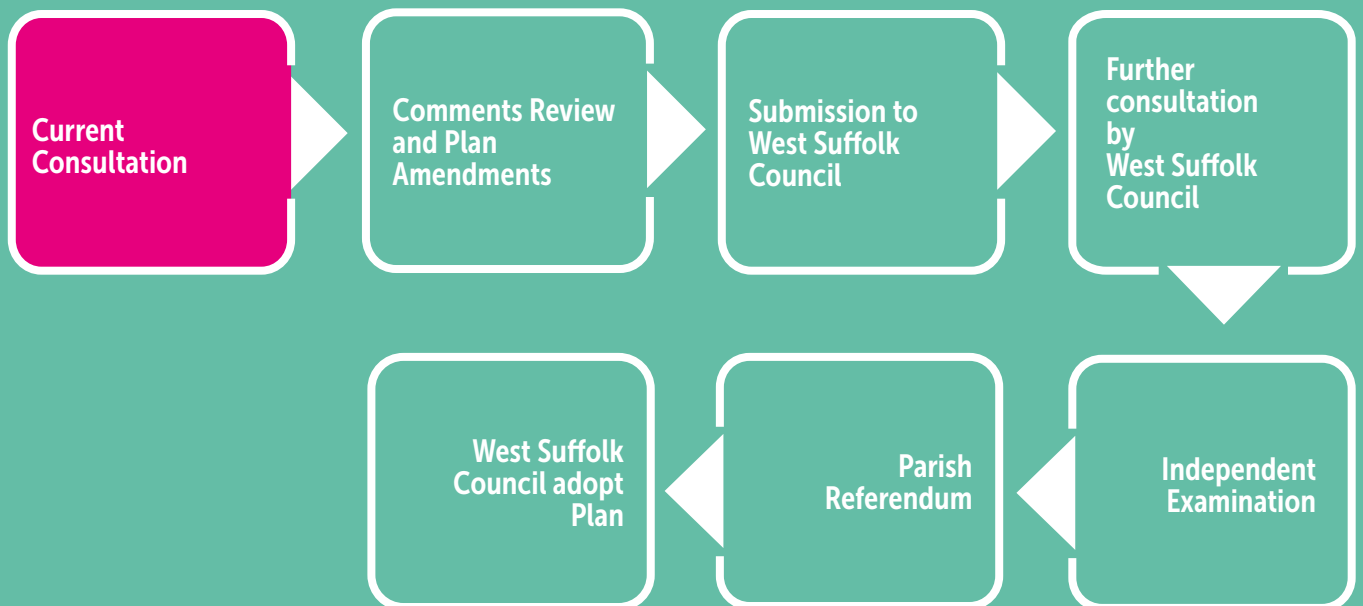 Current
Consultation
Comments Review
and Plan
Amendments
Submission to
West Suffolk
Council
Further
consultation
by
West Suffolk
Council
Independent
Examination
Parish
Referendum
West Suffolk
Council adopt
Plan